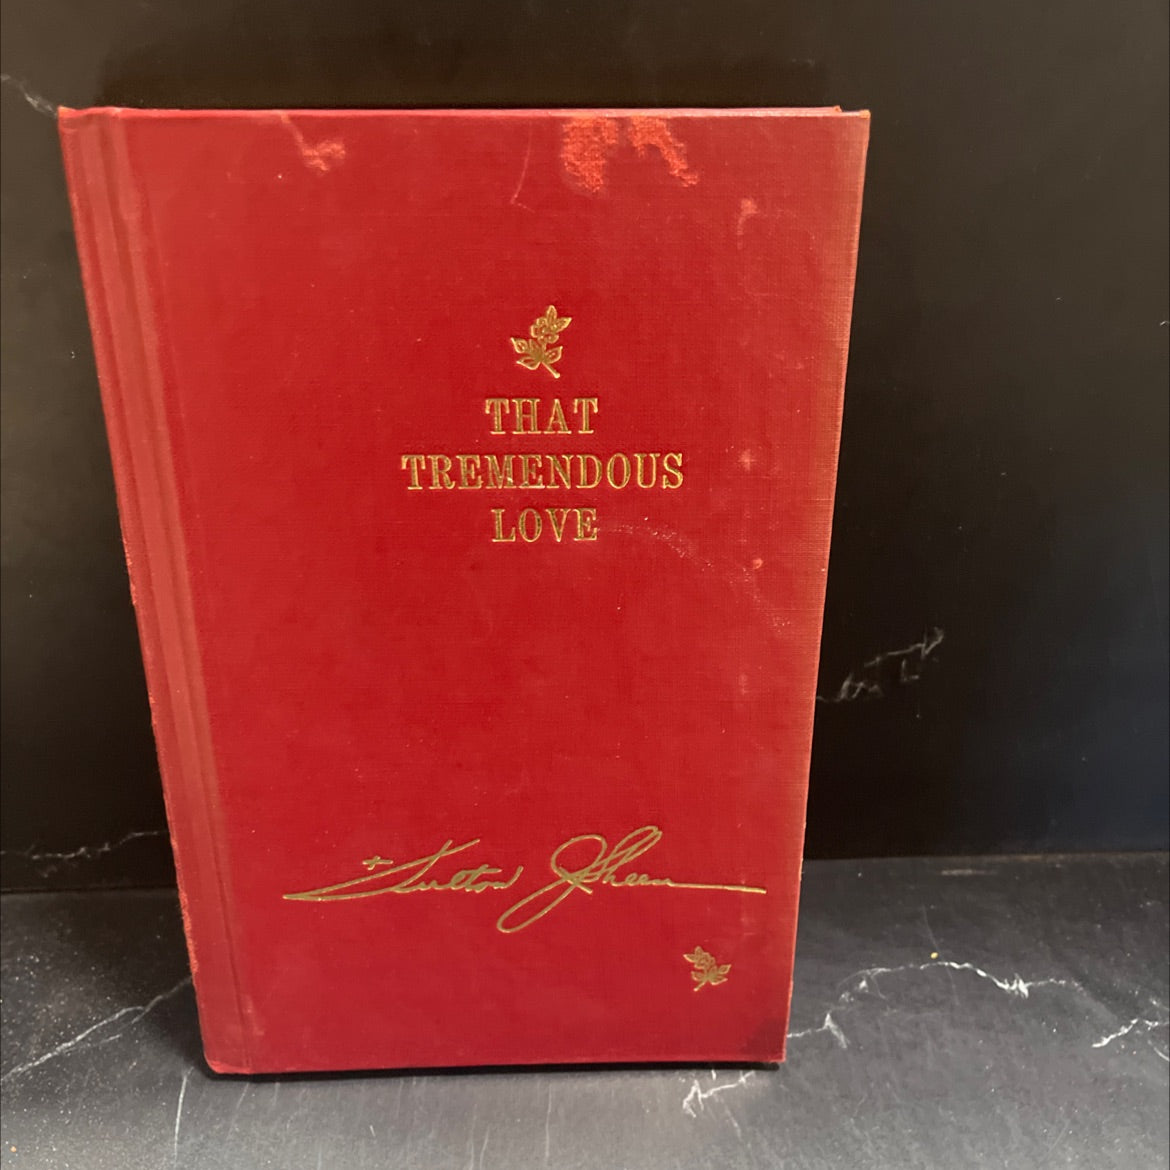 THAT
TREMENDOUS
LOVE
+ Fulton J Sheen